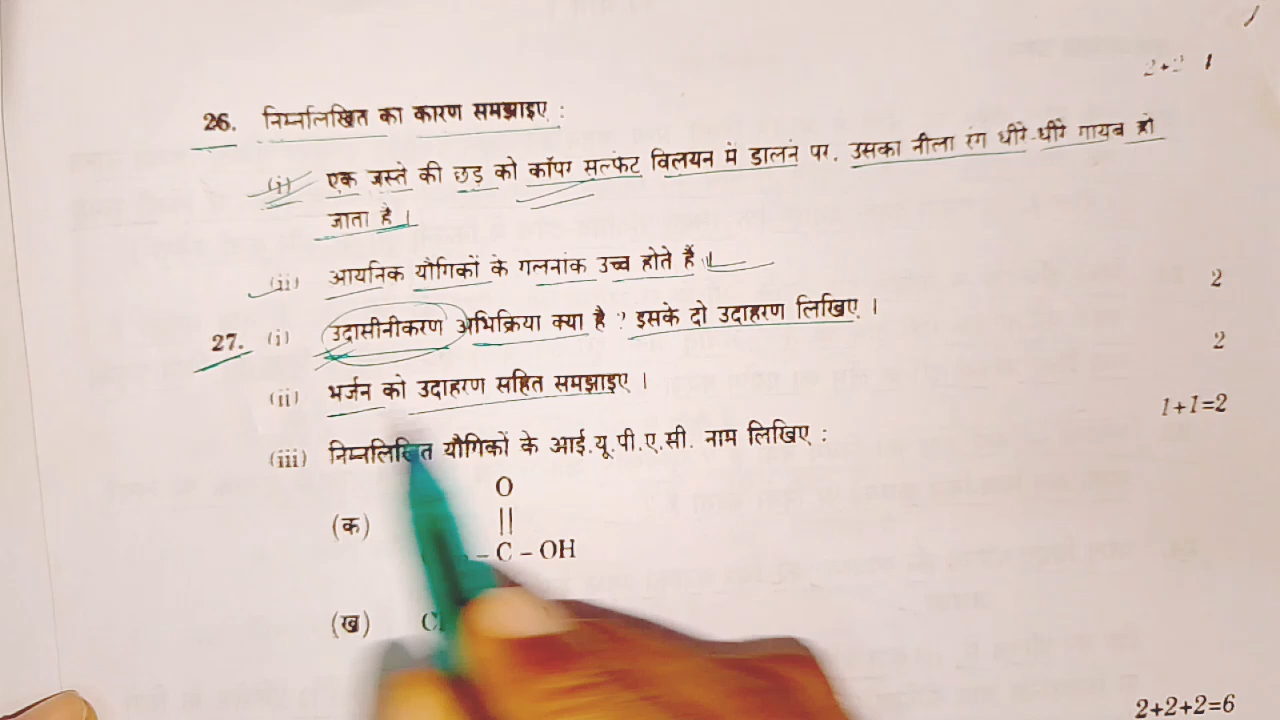 2+2
26. निम्नलिखित का कारण समझाइए :
(i) एक जस्ते की छड़ को कॉपर सल्फेट विलयन में डालने पर, उसका नीला रंग धीरे-धीरे गायब हो
जाता है ।
(ii) आयनिक यौगिकों के गलनांक उच्च होते हैं ।
2
27. (i) उदासीनीकरण अभिक्रिया क्या है ? इसके दो उदाहरण लिखिए ।
2
(ii) भर्जन को उदाहरण सहित समझाइए ।
1+1=2
(iii) निम्नलिखित यौगिकों के आई.यू.पी.ए.सी. नाम लिखिए :
O
||
(क) – C – OH
(ख)
2+2+2=6